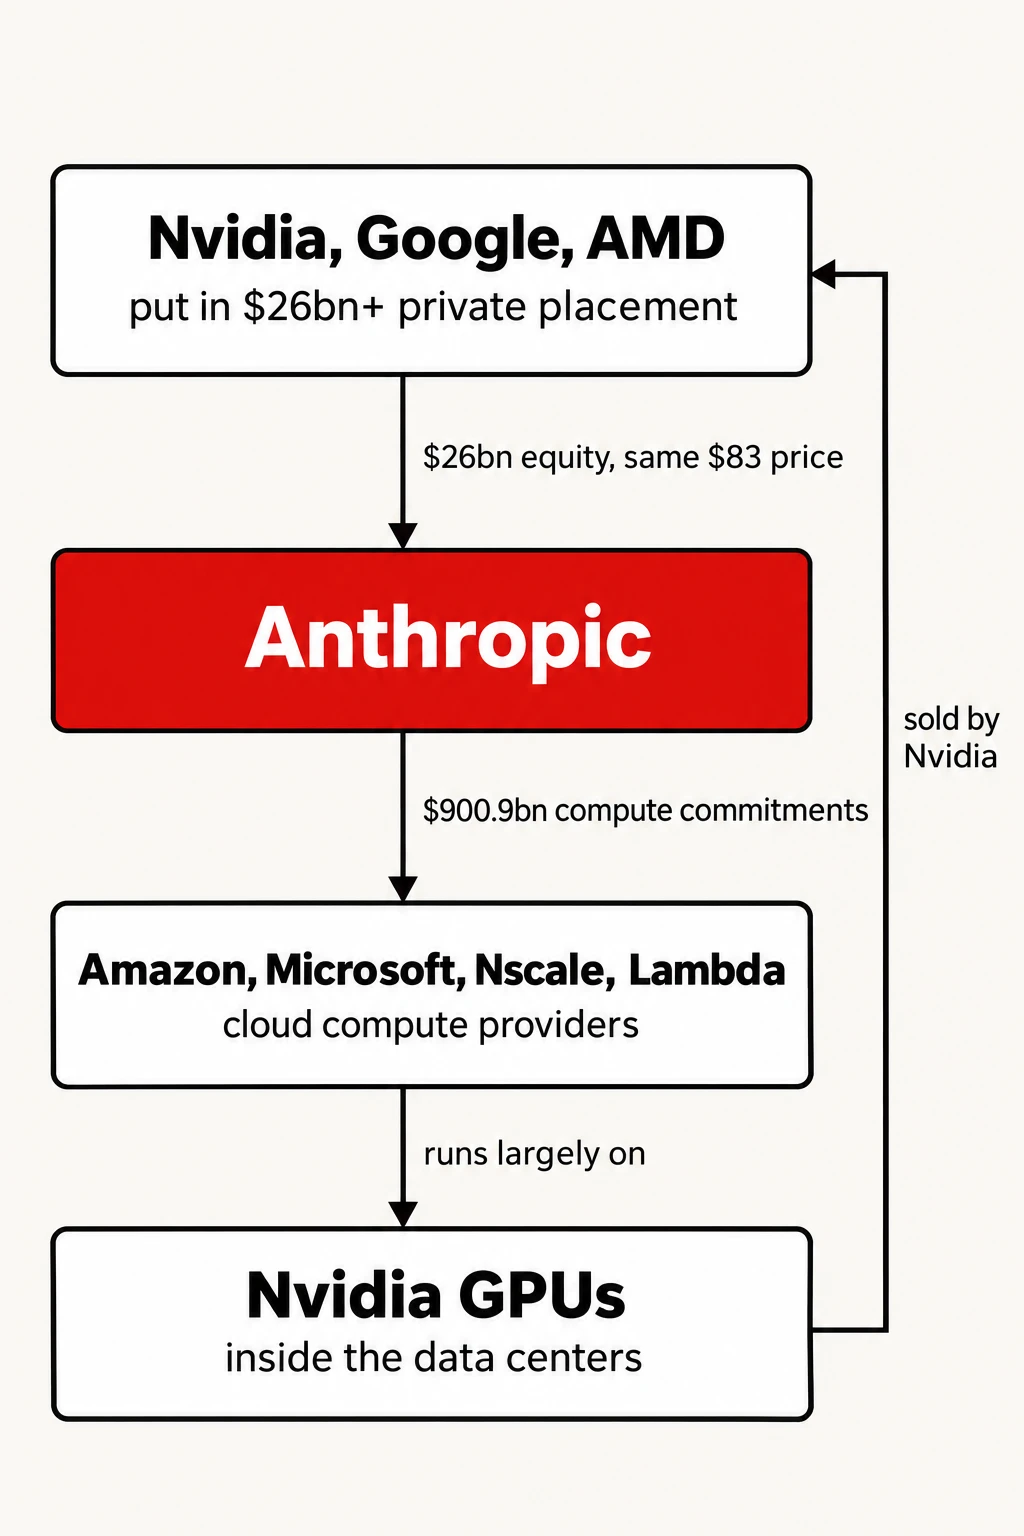 Nvidia, Google, AMD
put in $26bn+ private placement
$26bn equity, same $83 price
Anthropic
sold by
Nvidia
$900.9bn compute commitments
Amazon, Microsoft, Nscale, Lambda
cloud compute providers
runs largely on
Nvidia GPUs
inside the data centers